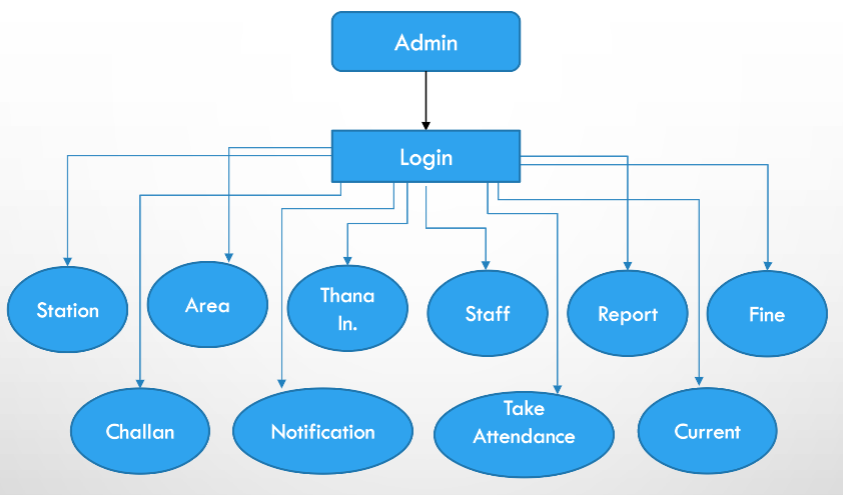 Admin
Login
Station
Area
Thana
In.
Staff
Report
Fine
Challan
Notification
Take
Attendance
Current